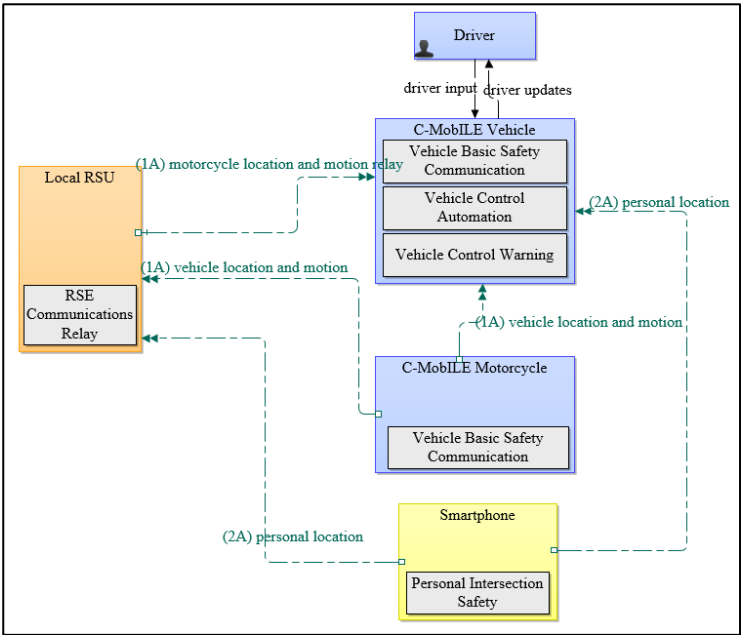 Driver
driver input
driver updates
C-MobILE Vehicle
Vehicle Basic Safety
Communication
(1A) motorcycle location and motion relay
Local RSU
Vehicle Control
Automation
(2A) personal location
Vehicle Control Warning
(1A) vehicle location and motion
RSE
Communications
Relay
(1A) vehicle location and motion
C-MobILE Motorcycle
Vehicle Basic Safety
Communication
Smartphone
(2A) personal location
Personal Intersection
Safety